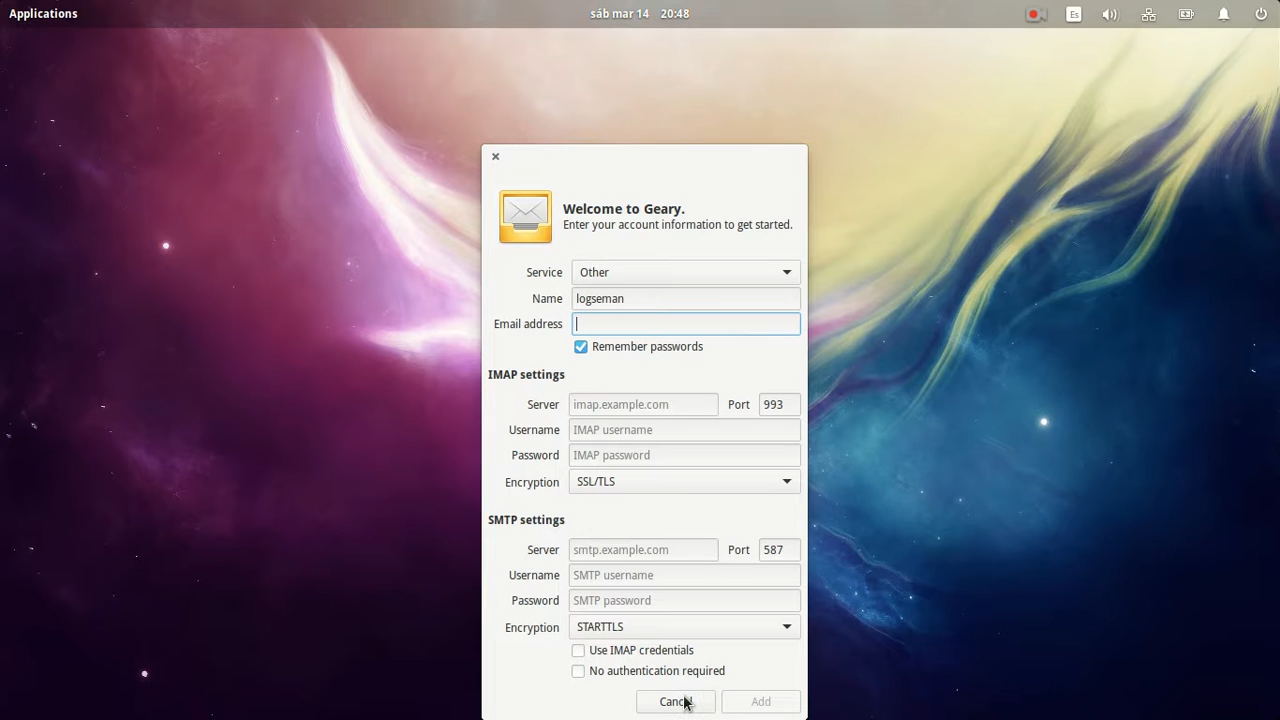 Applications
sáb mar 14 20:48
Es
Welcome to Geary.
Enter your account information to get started.
Service Other
Name logseman
Email address
Remember passwords
IMAP settings
Server imap.example.com Port 993
Username IMAP username
Password IMAP password
Encryption SSL/TLS
SMTP settings
Server smtp.example.com Port 587
Username SMTP username
Password SMTP password
Encryption STARTTLS
Use IMAP credentials
No authentication required
Cancel Add